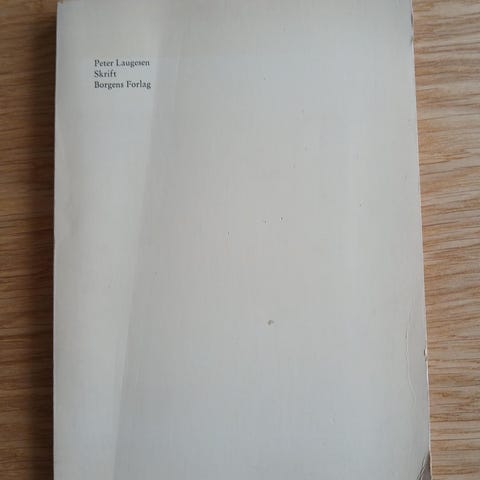 Peter Laugesen
Skrift
Borgens Forlag